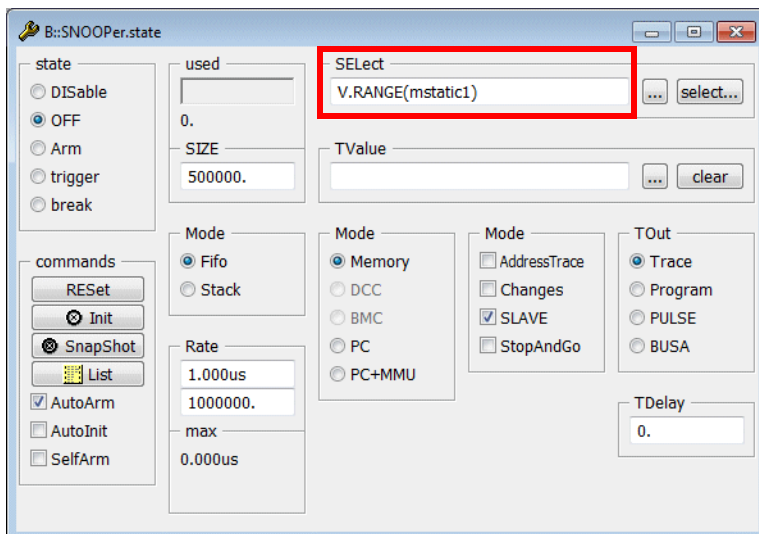 B::SNOOPer.state
state
DISable
OFF
Arm
trigger
break
used
0.
SIZE
500000.
SELect
V.RANGE(mstatic1)
...
select...
TValue
...
clear
commands
RESet
Init
SnapShot
List
AutoArm
AutoInit
SelfArm
Mode
Fifo
Stack
Rate
1.000us
1000000.
max
0.000us
Mode
Memory
DCC
BMC
PC
PC+MMU
Mode
AddressTrace
Changes
SLAVE
StopAndGo
TOut
Trace
Program
PULSE
BUSA
TDelay
0.